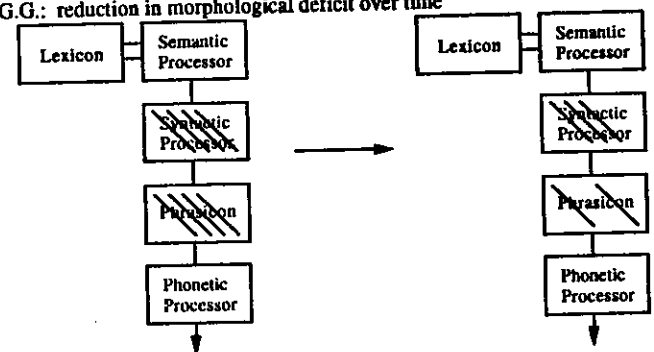 G.G.: reduction in morphological deficit over time
Lexicon
Semantic
Processor
Syntactic
Processor
Phrasicon
Phonetic
Processor
Lexicon
Semantic
Processor
Syntactic
Processor
Phrasicon
Phonetic
Processor